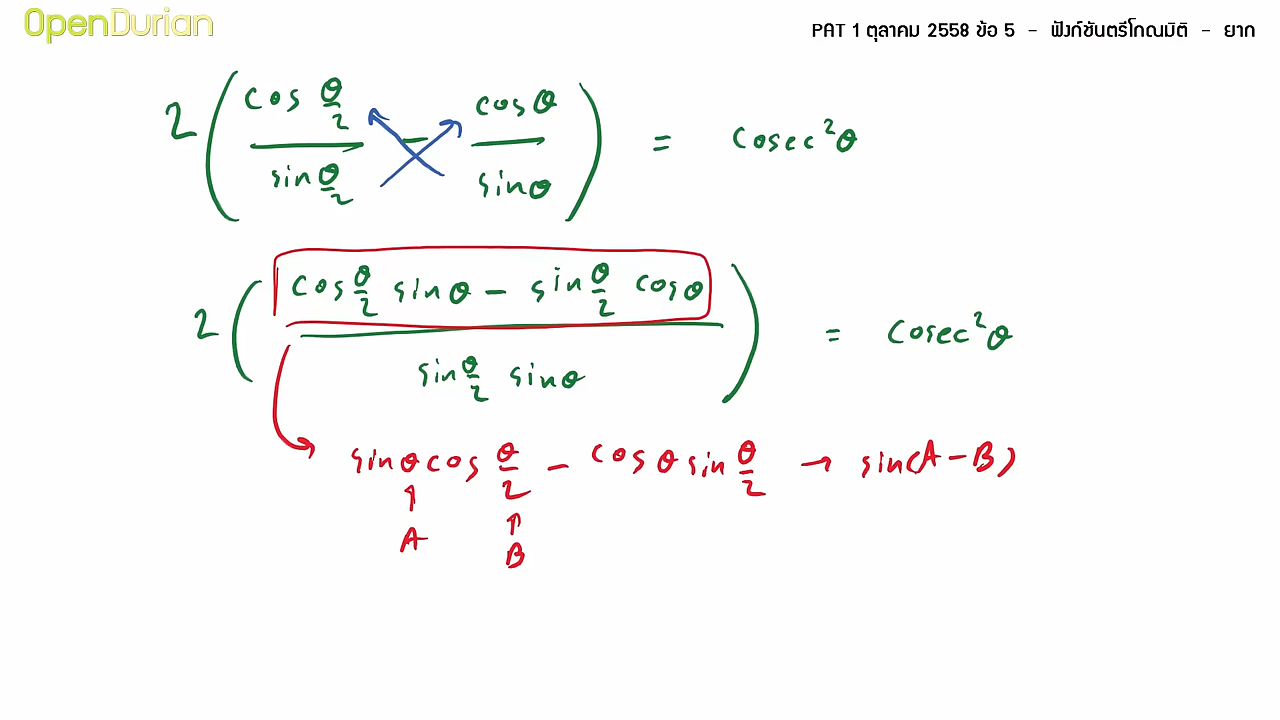 OpenDurian
PAT 1 ตุลาคม 2558 ข้อ 5 - ฟังก์ชันตรีโกณมิติ - ยาก
2 ( cos θ/2 / sin θ/2 - cos θ / sin θ ) = cosec²θ
2 ( cos θ/2 sin θ - sin θ/2 cos θ / sin θ/2 sin θ ) = cosec²θ
sin θ cos θ/2 - cos θ sin θ/2 → sin(A - B)
↑ ↑
A B